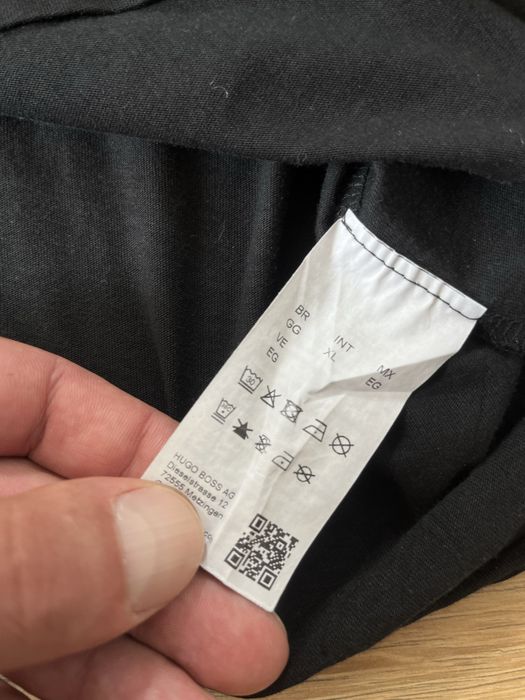 BR
GG
VE
EG
INT
XL
MX
EG
30
HUGO BOSS AG
Dieselstrasse 12
72555 Metzingen